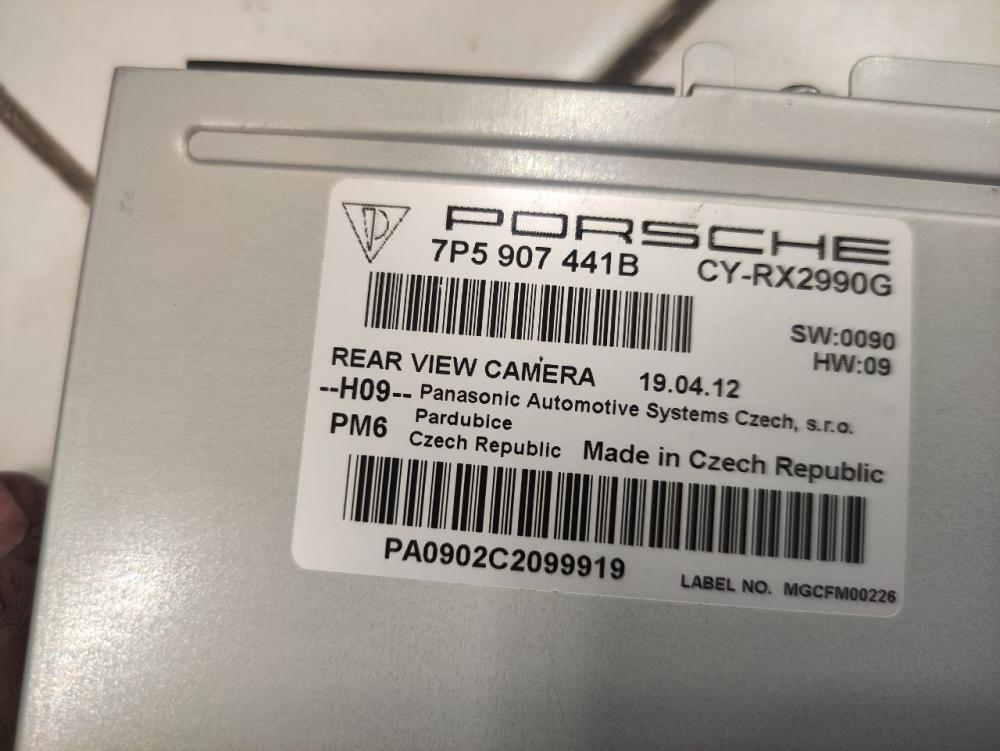 PORSCHE
7P5 907 441B CY-RX2990G
SW:0090
HW:09
REAR VIEW CAMERA 19.04.12
--H09-- Panasonic Automotive Systems Czech, s.r.o.
PM6 Pardubice
Czech Republic Made in Czech Republic
PA0902C2099919
LABEL NO. MGCFM00226